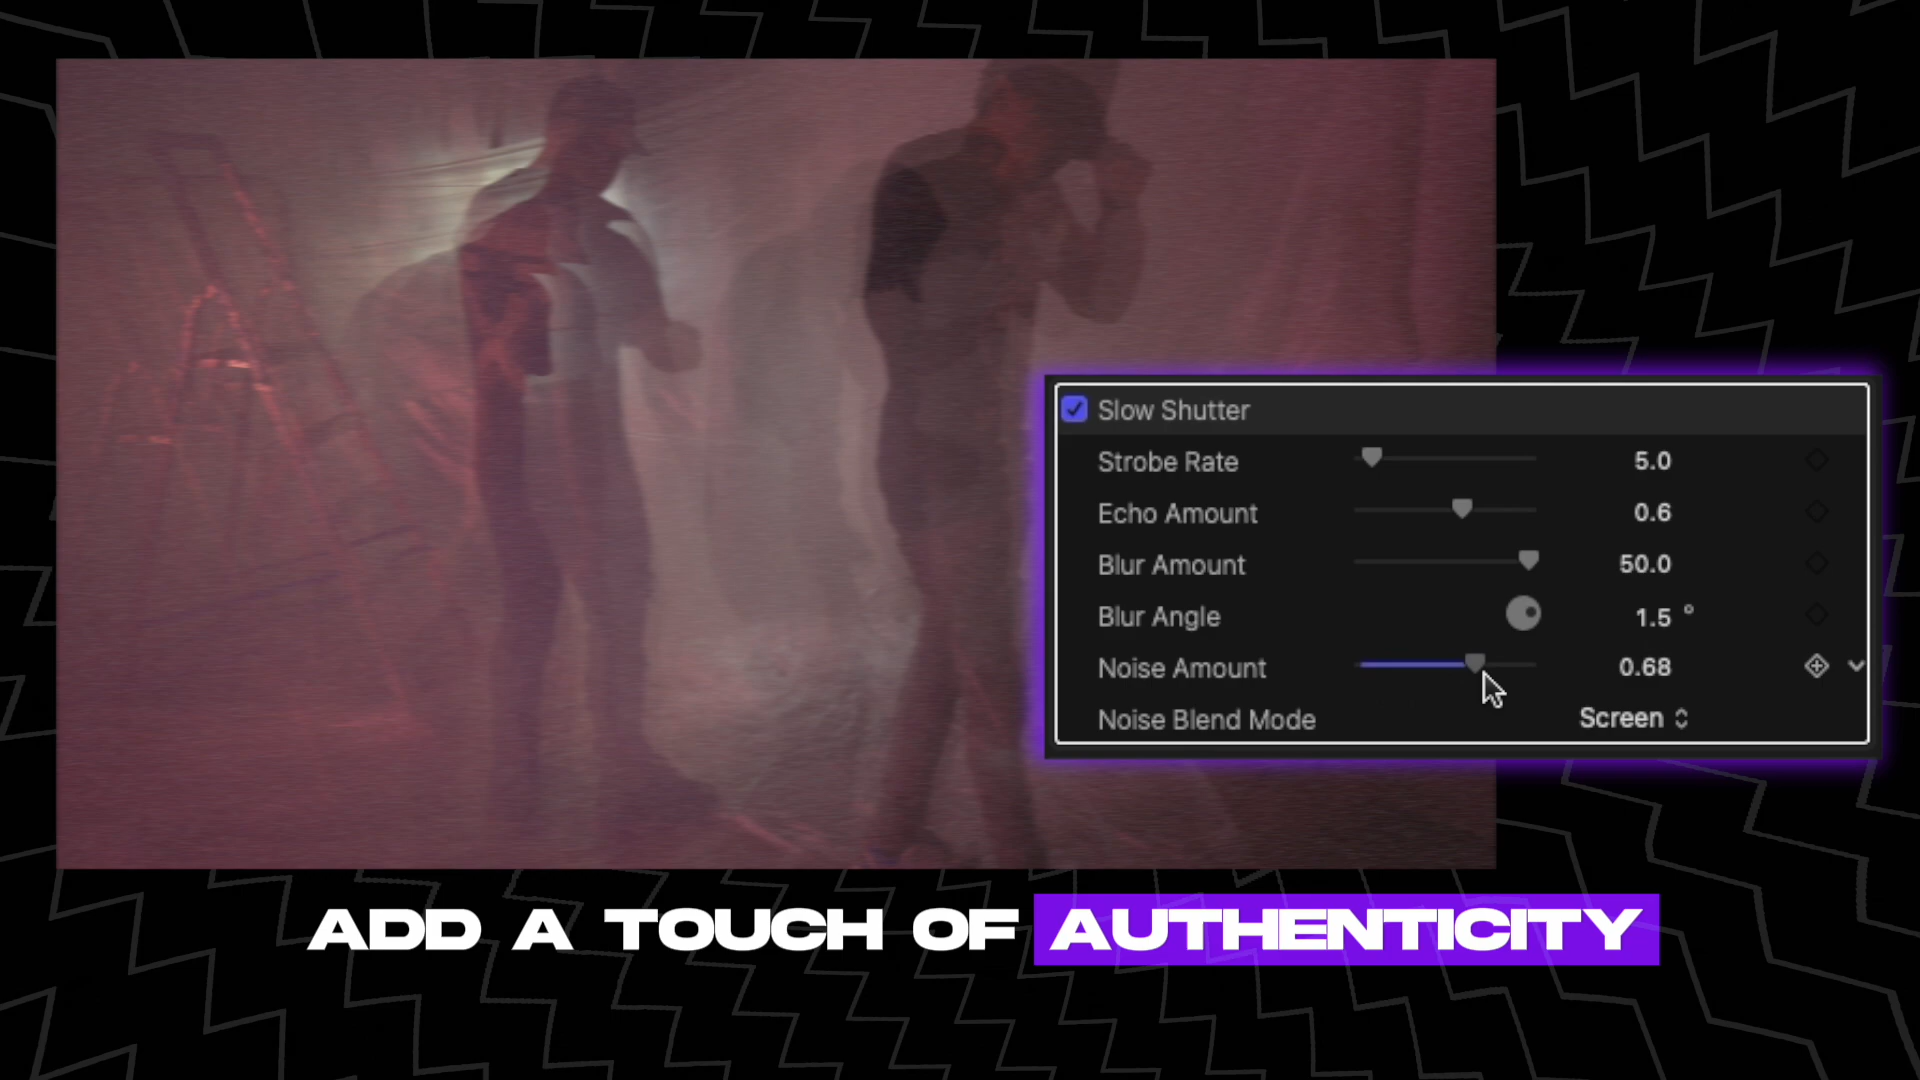 Slow Shutter
Strobe Rate 5.0
Echo Amount 0.6
Blur Amount 50.0
Blur Angle 1.5 °
Noise Amount 0.68
Noise Blend Mode Screen
ADD A TOUCH OF AUTHENTICITY